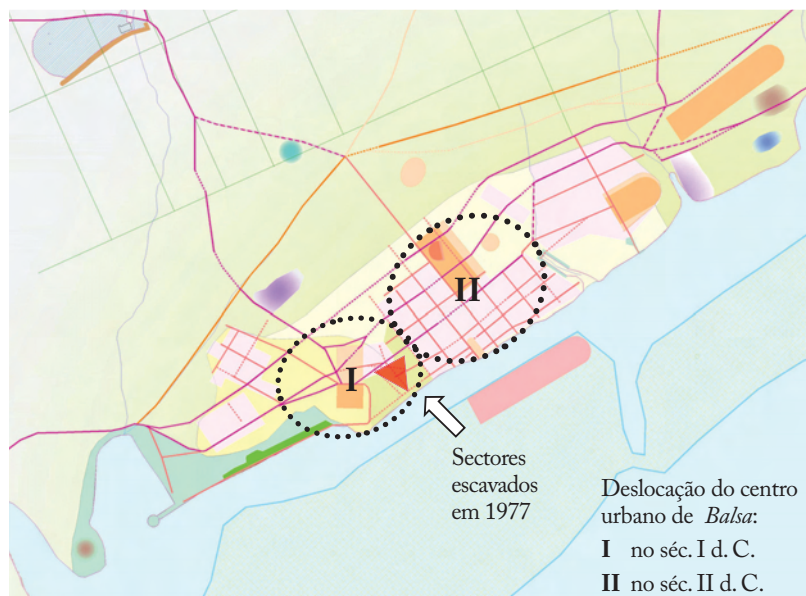 II
I
Sectores
escavados
em 1977
Deslocação do centro
urbano de Balsa:
I no séc. I d. C.
II no séc. II d. C.